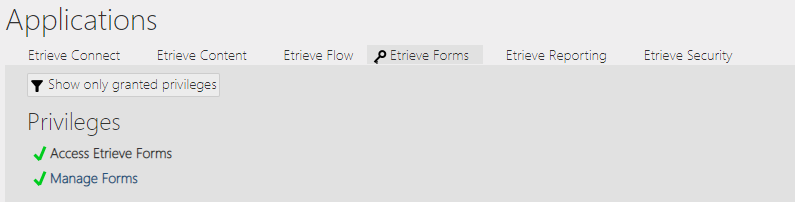 Applications
Etrieve Connect Etrieve Content Etrieve Flow Etrieve Forms Etrieve Reporting Etrieve Security
Show only granted privileges
Privileges
Access Etrieve Forms
Manage Forms